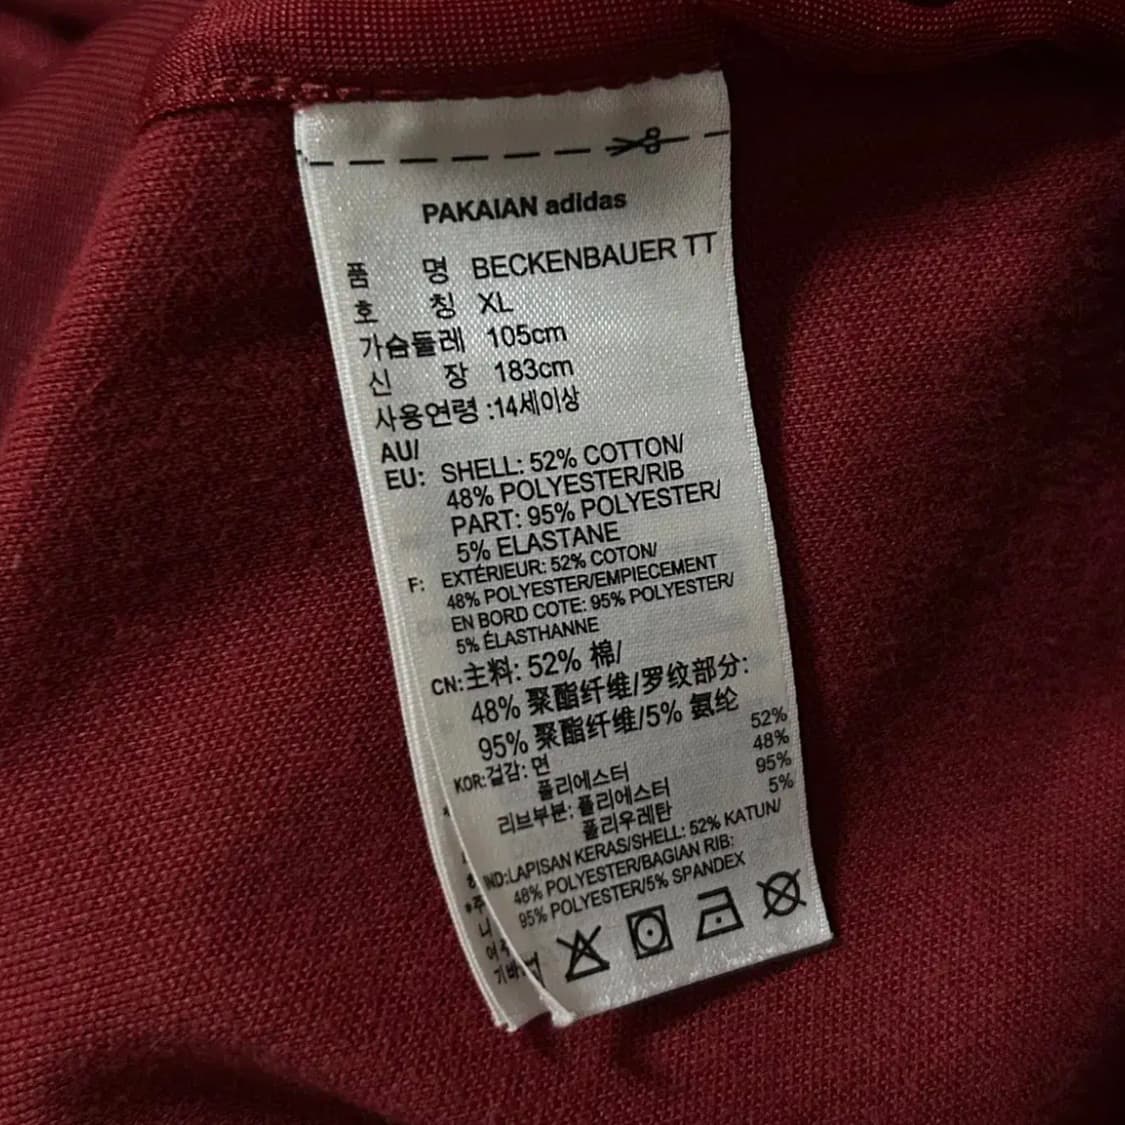 PAKAIAN adidas
품 명 BECKENBAUER TT
호 칭 XL
가슴둘레 105cm
신 장 183cm
사용연령 :14세이상
AU/
EU: SHELL: 52% COTTON/
48% POLYESTER/RIB
PART: 95% POLYESTER/
5% ELASTANE
F: EXTÉRIEUR: 52% COTON/
48% POLYESTER/EMPIECEMENT
EN BORD COTE: 95% POLYESTER/
5% ÉLASTHANNE
CN:主料: 52% 棉/
48% 聚酯纤维/罗纹部分:
95% 聚酯纤维/5% 氨纶
KOR:겉감: 면 52%
폴리에스터 48%
리브부분: 폴리에스터 95%
폴리우레탄 5%
IND:LAPISAN KERAS/SHELL: 52% KATUN/
48% POLYESTER/BAGIAN RIB:
95% POLYESTER/5% SPANDEX